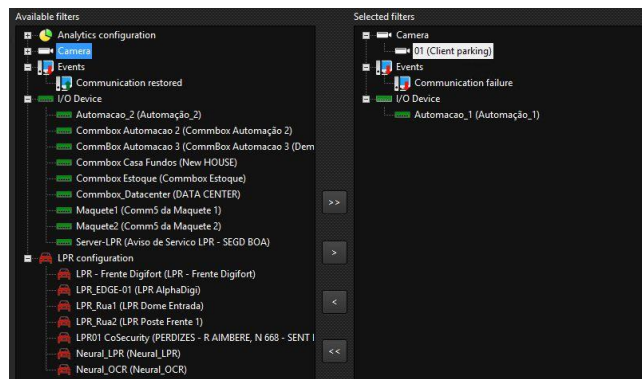 Available filters
Analytics configuration
Camera
Events
Communication restored
I/O Device
Automacao_2 (Automação_2)
Commbox Automacao 2 (Commbox Automação 2)
CommBox Automacao 3 (CommBox Automacao 3 (Dem
Commbox Casa Fundos (New HOUSE)
Commbox Estoque (Commbox Estoque)
Commbox_Datacenter (DATA CENTER)
Maquete1 (Comm5 da Maquete 1)
Maquete2 (Comm5 da Maquete 2)
Server-LPR (Aviso de Servico LPR - SEGD BOA)
LPR configuration
LPR - Frente Digifort (LPR - Frente Digifort)
LPR_EDGE-01 (LPR AlphaDigi)
LPR_Rua1 (LPR Dome Entrada)
LPR_Rua2 (LPR Poste Frente 1)
LPR01 CoSecurity (PERDIZES - R AIMBERE, N 668 - SENT I
Neural_LPR (Neural_LPR)
Neural_OCR (Neural_OCR)
>>
>
<
<<
Selected filters
Camera
01 (Client parking)
Events
Communication failure
I/O Device
Automacao_1 (Automação_1)